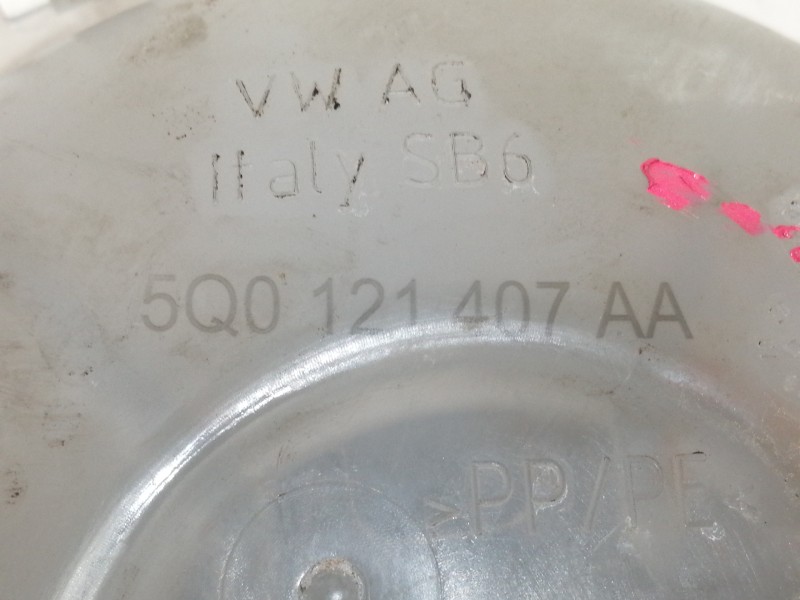 VW AG
Italy SB6
5Q0 121 407 AA
>PP/PE